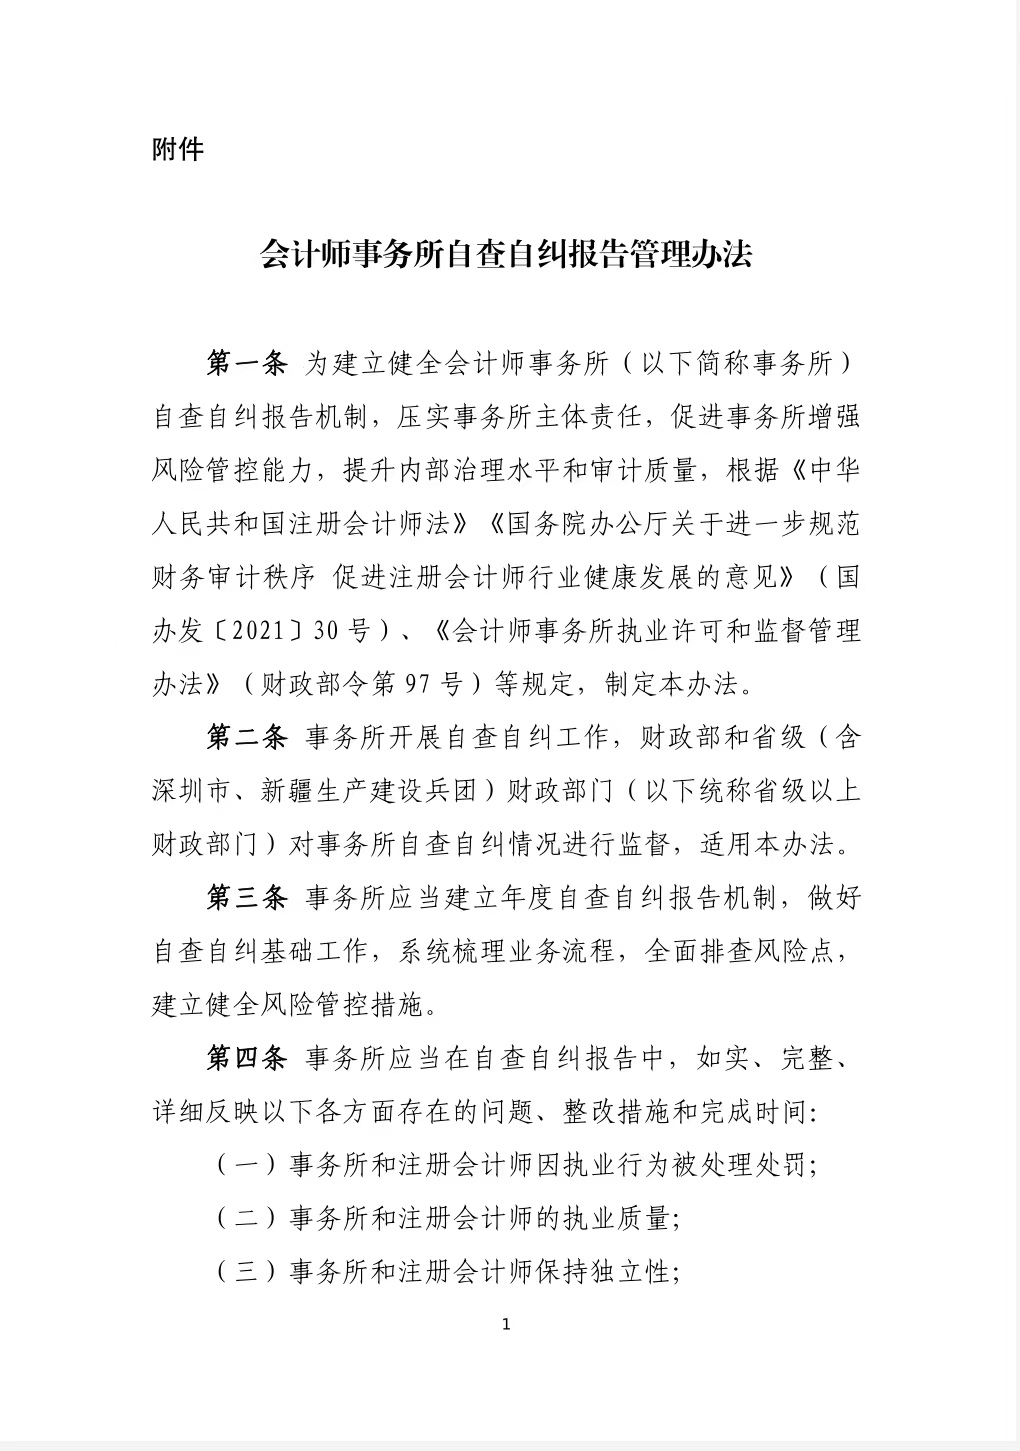 附件
会计师事务所自查自纠报告管理办法
第一条 为建立健全会计师事务所（以下简称事务所）
自查自纠报告机制，压实事务所主体责任，促进事务所增强
风险管控能力，提升内部治理水平和审计质量，根据《中华
人民共和国注册会计师法》《国务院办公厅关于进一步规范
财务审计秩序 促进注册会计师行业健康发展的意见》（国
办发〔2021〕30 号）、《会计师事务所执业许可和监督管理
办法》（财政部令第 97 号）等规定，制定本办法。
第二条 事务所开展自查自纠工作，财政部和省级（含
深圳市、新疆生产建设兵团）财政部门（以下统称省级以上
财政部门）对事务所自查自纠情况进行监督，适用本办法。
第三条 事务所应当建立年度自查自纠报告机制，做好
自查自纠基础工作，系统梳理业务流程，全面排查风险点，
建立健全风险管控措施。
第四条 事务所应当在自查自纠报告中，如实、完整、
详细反映以下各方面存在的问题、整改措施和完成时间：
（一）事务所和注册会计师因执业行为被处理处罚；
（二）事务所和注册会计师的执业质量；
（三）事务所和注册会计师保持独立性；
1